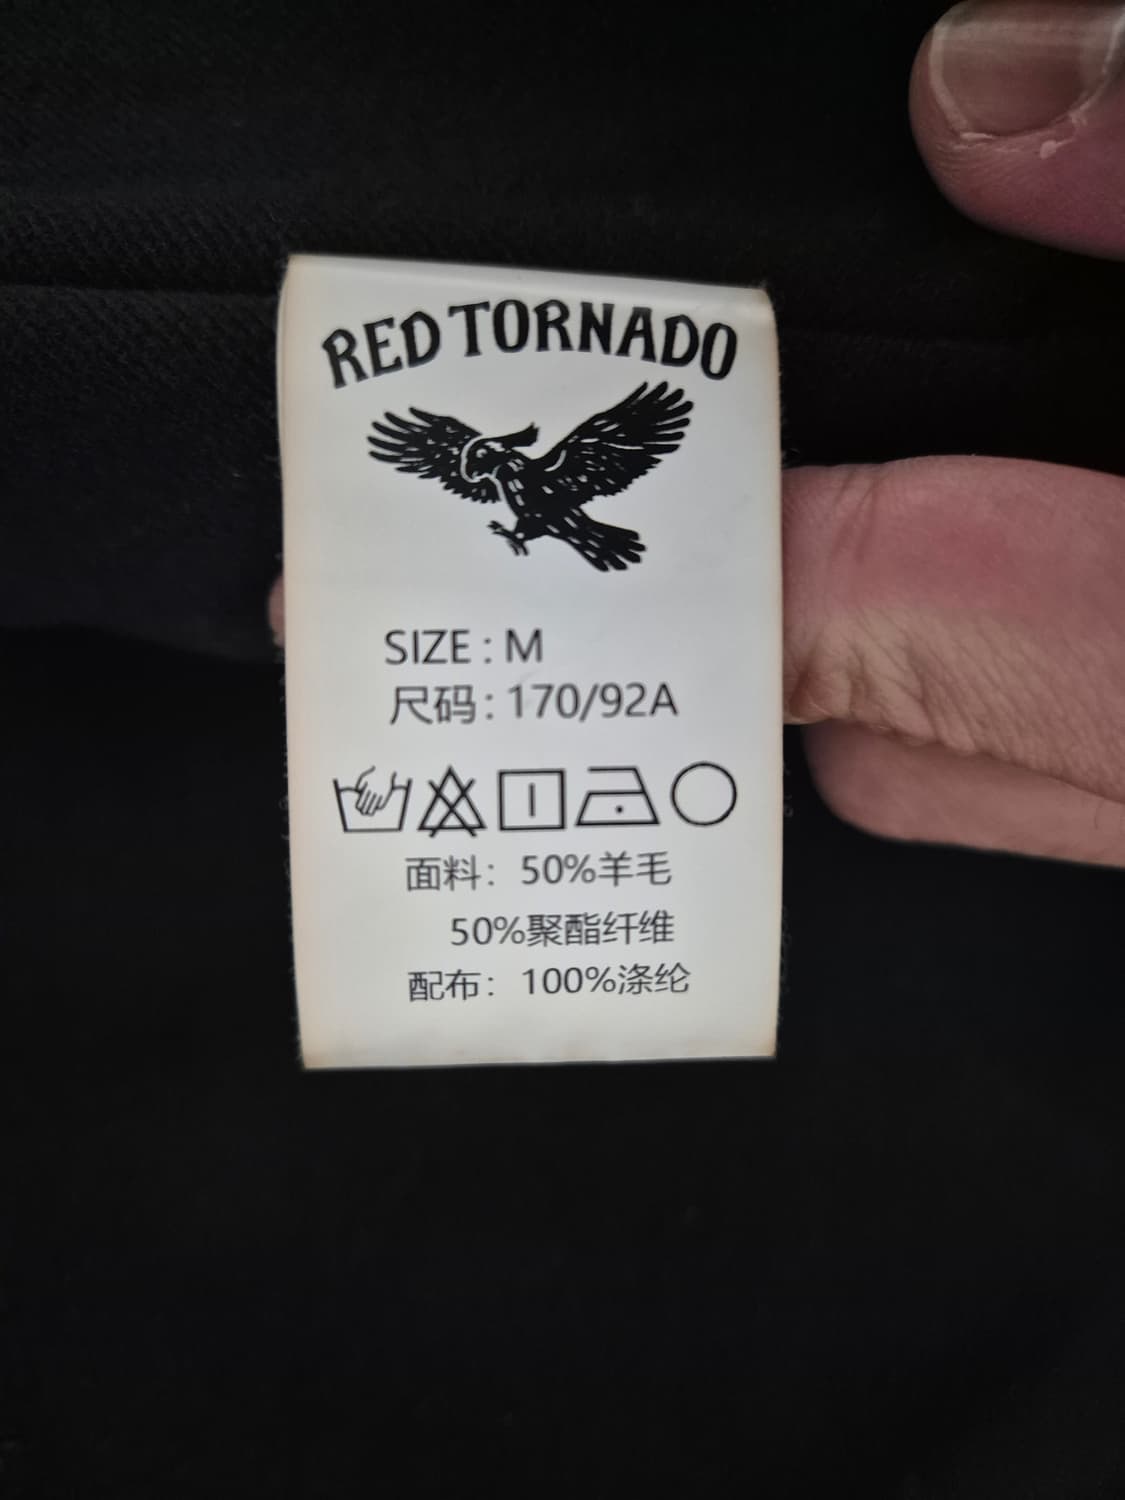 RED TORNADO
SIZE : M
尺码 : 170/92A
面料：50%羊毛
50%聚酯纤维
配布：100%涤纶